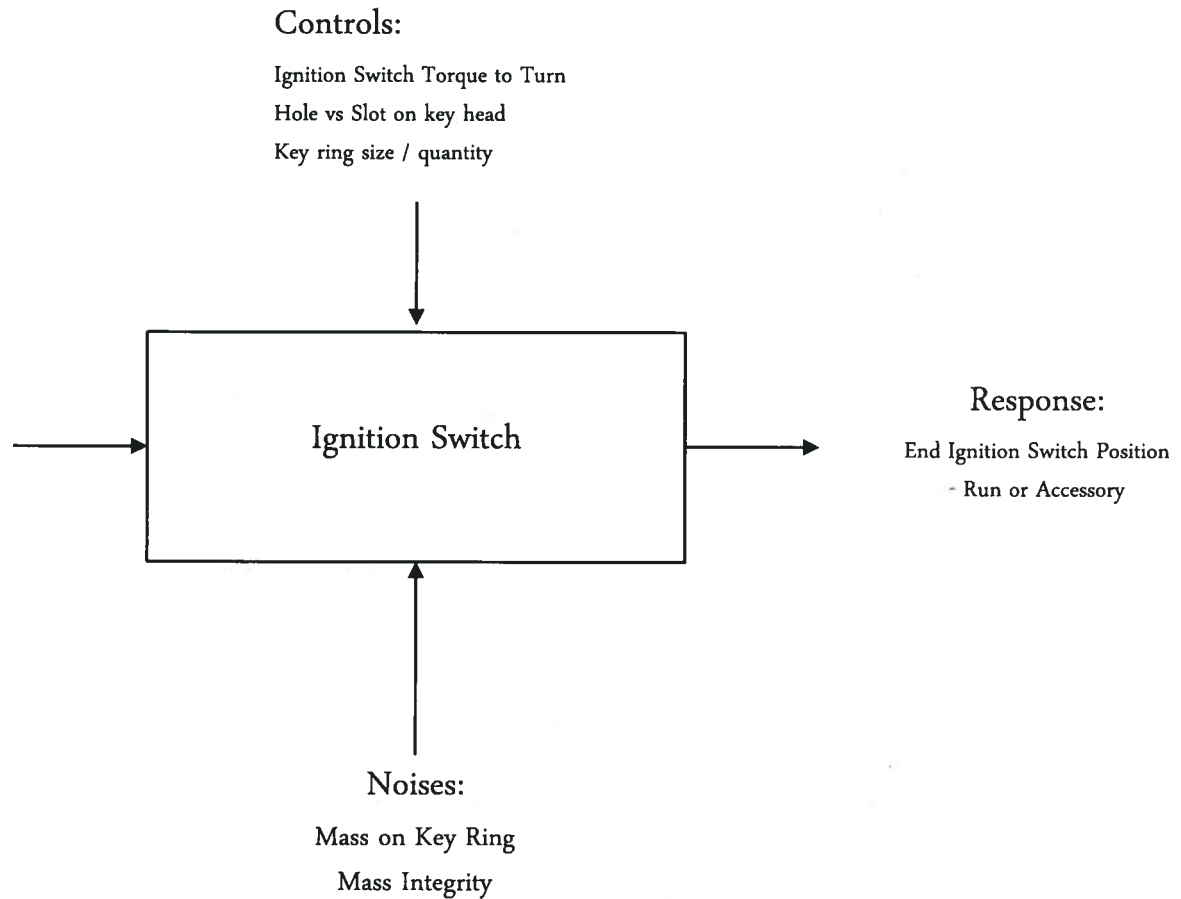 Controls:
Ignition Switch Torque to Turn
Hole vs Slot on key head
Key ring size / quantity
Ignition Switch
Response:
End Ignition Switch Position
- Run or Accessory
Noises:
Mass on Key Ring
Mass Integrity